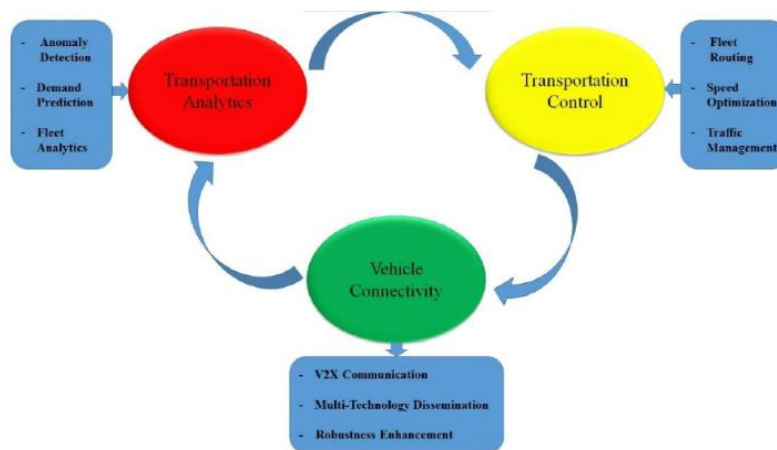 - Anomaly
Detection
- Demand
Prediction
- Fleet
Analytics
Transportation
Analytics
Transportation
Control
- Fleet
Routing
- Speed
Optimization
- Traffic
Management
Vehicle
Connectivity
- V2X Communication
- Multi-Technology Dissemination
- Robustness Enhancement